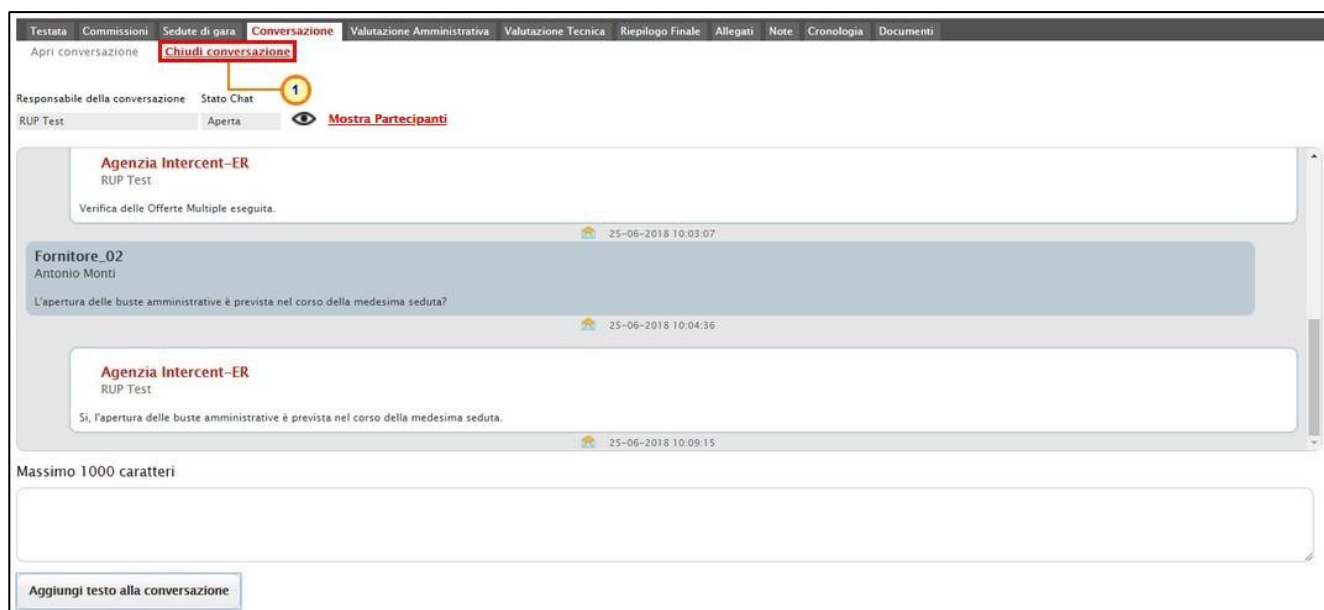 Testata Commissioni Sedute di gara Conversazione Valutazione Amministrativa Valutazione Tecnica Riepilogo Finale Allegati Note Cronologia Documenti
Apri conversazione Chiudi conversazione
1
Responsabile della conversazione Stato Chat
RUP Test Aperta Mostra Partecipanti
Agenzia Intercent-ER
RUP Test
Verifica delle Offerte Multiple eseguita.
25-06-2018 10:03:07
Fornitore_02
Antonio Monti
L'apertura delle buste amministrative è prevista nel corso della medesima seduta?
25-06-2018 10:04:36
Agenzia Intercent-ER
RUP Test
Si, l'apertura delle buste amministrative è prevista nel corso della medesima seduta.
25-06-2018 10:09:15
Massimo 1000 caratteri
Aggiungi testo alla conversazione